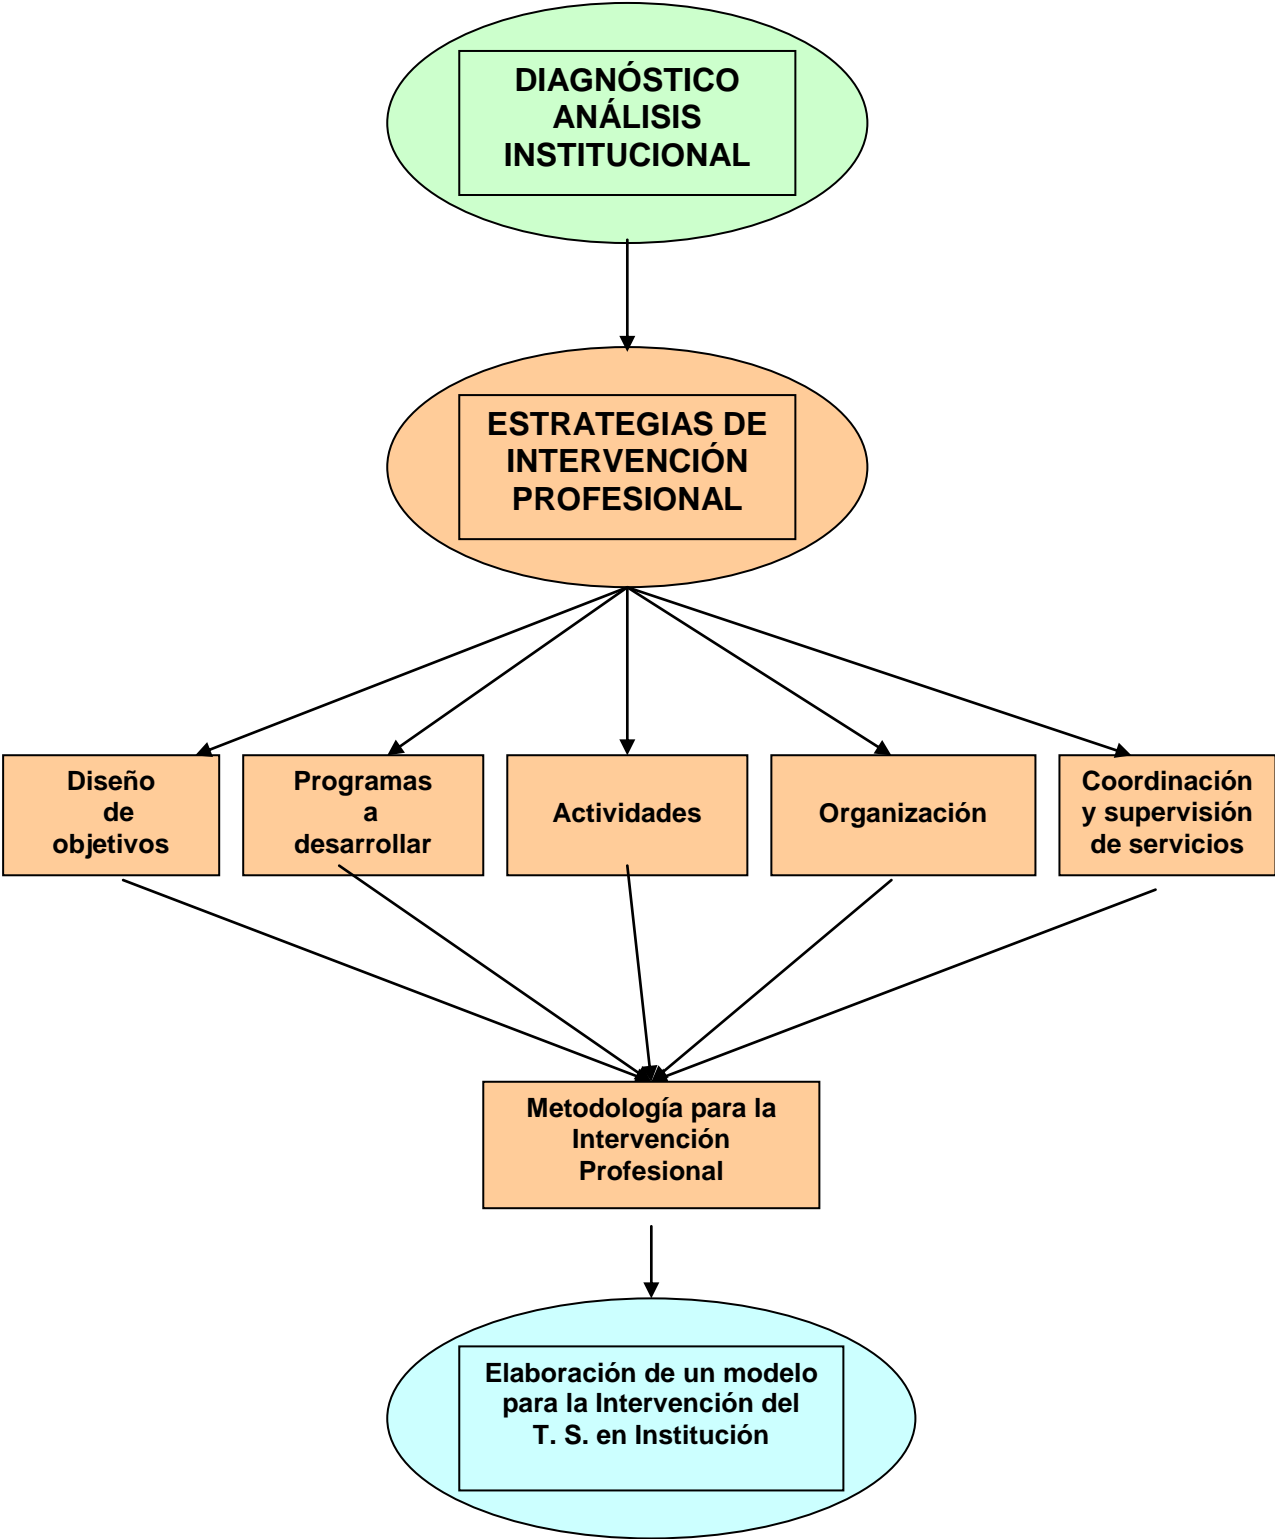 DIAGNÓSTICO
ANÁLISIS
INSTITUCIONAL
ESTRATEGIAS DE
INTERVENCIÓN
PROFESIONAL
Diseño
de
objetivos
Programas
a
desarrollar
Actividades
Organización
Coordinación
y supervisión
de servicios
Metodología para la
Intervención
Profesional
Elaboración de un modelo
para la Intervención del
T. S. en Institución